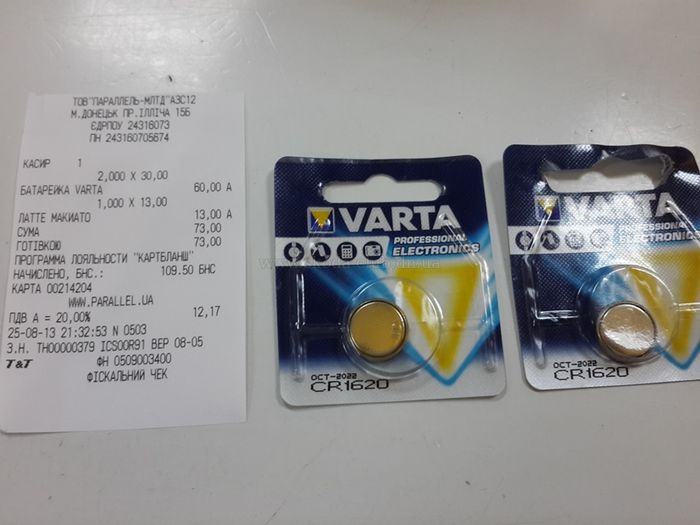 ТОВ"ПАРАЛЛЕЛЬ-МЛТД"АЗС12
М.ДОНЕЦЬК ПР.ІЛЛІЧА 15Б
ЄДРПОУ 24316073
ПН 243160705674
КАСИР 1
2,000 X 30,00
БАТАРЕЙКА VARTA 60,00 А
1,000 X 13,00
ЛАТТЕ МАКИАТО 13,00 А
СУМА 73,00
ГОТІВКОЮ 73,00
ПРОГРАММА ЛОЯЛЬНОСТИ "КАРТБЛАНШ"
НАЧИСЛЕНО, БНС.: 109.50 БНС
КАРТА 00214204
WWW.PARALLEL.UA
ПДВ А = 20,00% 12,17
25-08-13 21:32:53 N 0503
З.Н. ТН00000379 ICS00R91 ВЕР 08-05
T&T ФН 0509003400
ФІСКАЛЬНИЙ ЧЕК
VARTA
PROFESSIONAL
ELECTRONICS
OCT-2022
CR1620
VARTA
PROFESSIONAL
ELECTRONICS
OCT-2022
CR1620